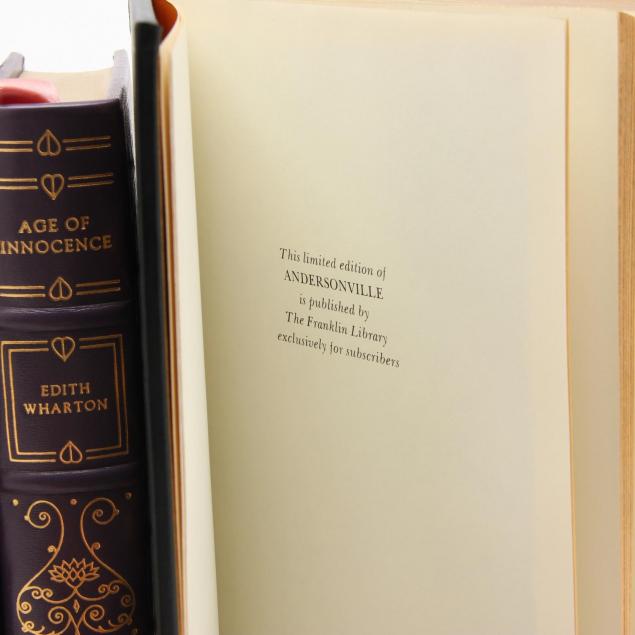 AGE OF
INNOCENCE
EDITH
WHARTON
This limited edition of
ANDERSONVILLE
is published by
The Franklin Library
exclusively for subscribers